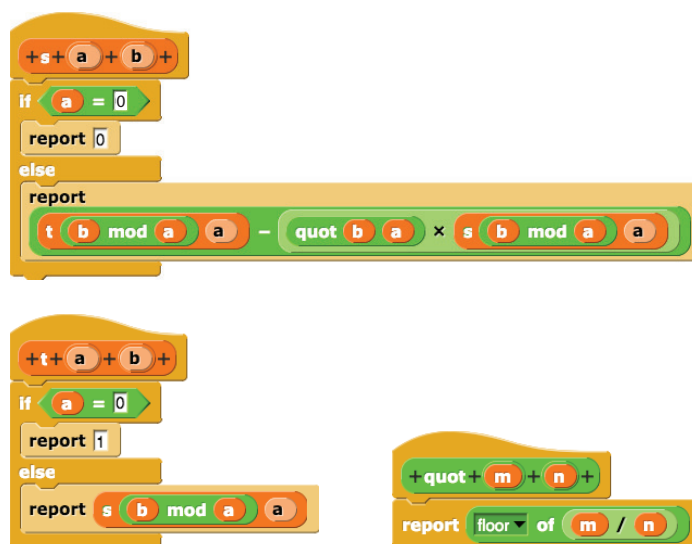 +s+ a + b +
if a = 0
report 0
else
report
t b mod a a − quot b a × s b mod a a
+t+ a + b +
if a = 0
report 1
else
report s b mod a a
+quot+ m + n +
report floor of m / n